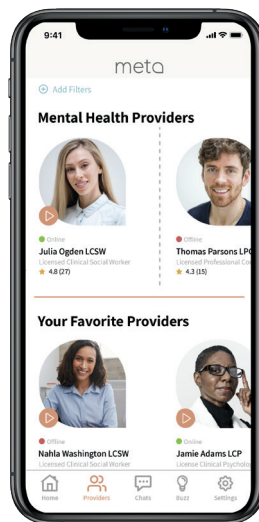 9:41
meta
Add Filters
Mental Health Providers
Online
Offline
Julia Ogden LCSW
Thomas Parsons LPC
Licensed Clinical Social Worker
Licensed Professional Co
4.8 (27)
4.3 (15)
Your Favorite Providers
Offline
Online
Nahla Washington LCSW
Jamie Adams LCP
Licensed Clinical Social Worker
License Clinical Psycholo
Home
Providers
Chats
Buzz
Settings